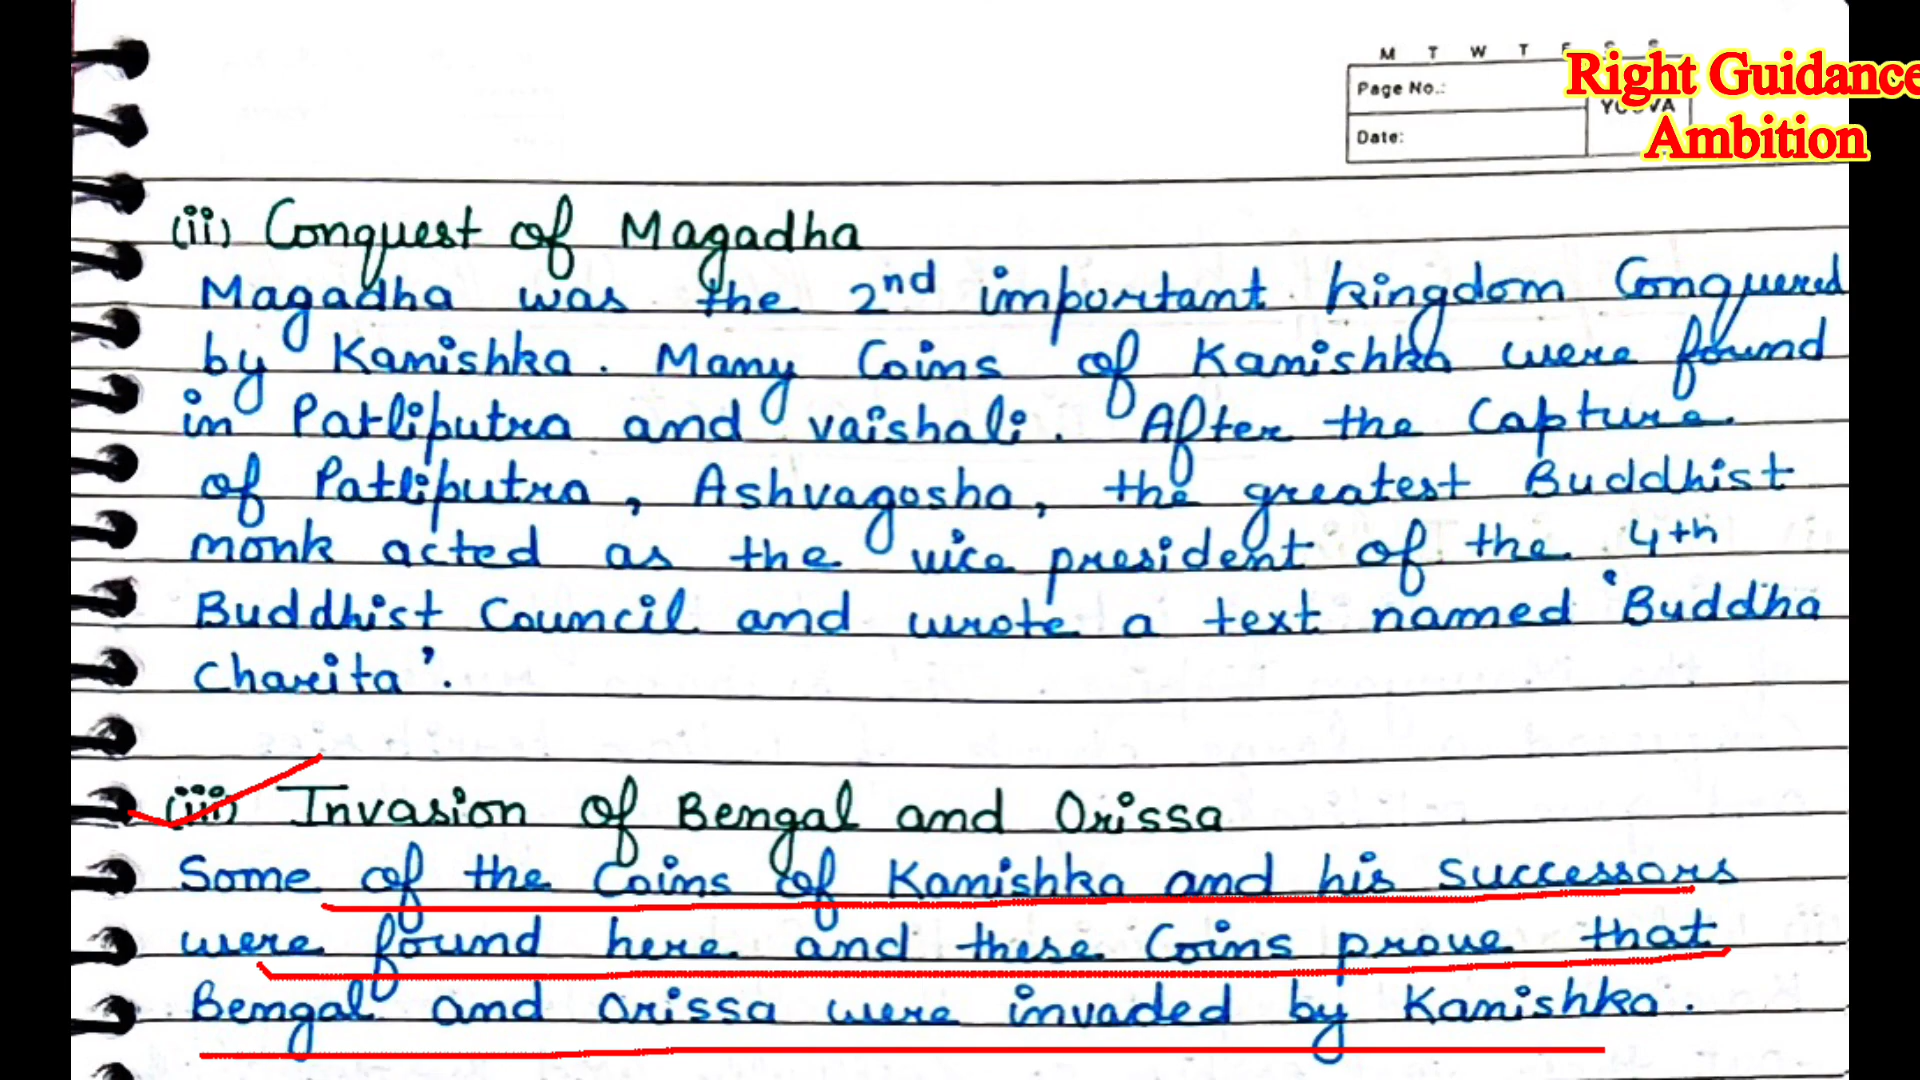 M T W T F S S
Page No.:
Date:
YOUVA
Right Guidance
Ambition
(ii) Conquest of Magadha
Magadha was the 2nd important kingdom Conquered
by Kanishka. Many Coins of Kanishka were found
in Patliputra and vaishali. After the Capture
of Patliputra, Ashvagosha, the greatest Buddhist
monk acted as the vice president of the 4th
Buddhist Council and wrote a text named 'Buddha
Charita'.
(iii) Invasion of Bengal and Orissa
Some of the Coins of Kanishka and his successors
were found here and these Coins prove that
Bengal and Orissa were invaded by Kanishka.